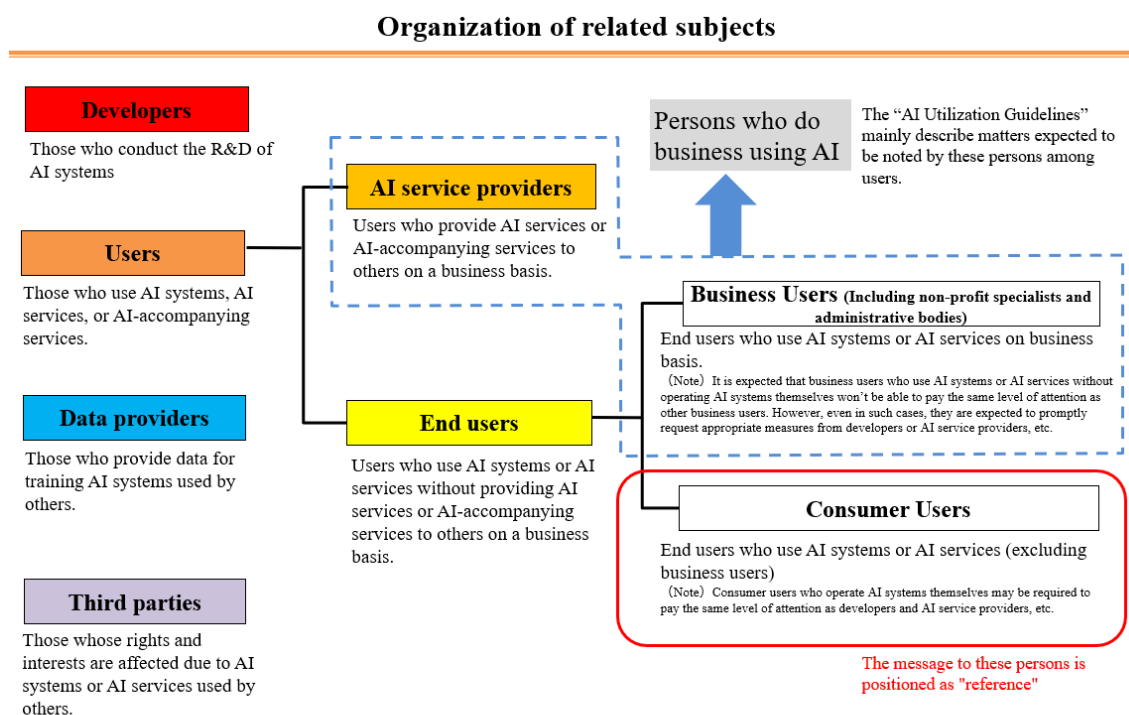 Organization of related subjects
Developers
Those who conduct the R&D of
AI systems
Users
Those who use AI systems, AI
services, or AI-accompanying
services.
Data providers
Those who provide data for
training AI systems used by
others.
Third parties
Those whose rights and
interests are affected due to AI
systems or AI services used by
others.
AI service providers
Users who provide AI services or
AI-accompanying services to
others on a business basis.
End users
Users who use AI systems or AI
services without providing AI
services or AI-accompanying
services to others on a business
basis.
Persons who do
business using AI
The “AI Utilization Guidelines”
mainly describe matters expected to
be noted by these persons among
users.
Business Users (Including non-profit specialists and
administrative bodies)
End users who use AI systems or AI services on business
basis.
（Note）It is expected that business users who use AI systems or AI services without
operating AI systems themselves won’t be able to pay the same level of attention as
other business users. However, even in such cases, they are expected to promptly
request appropriate measures from developers or AI service providers, etc.
Consumer Users
End users who use AI systems or AI services (excluding
business users)
（Note）Consumer users who operate AI systems themselves may be required to
pay the same level of attention as developers and AI service providers, etc.
The message to these persons is
positioned as "reference"